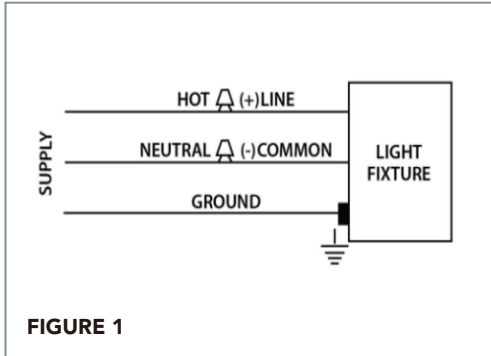 HOT (+)LINE
NEUTRAL (-)COMMON
GROUND
SUPPLY
LIGHT
FIXTURE
FIGURE 1